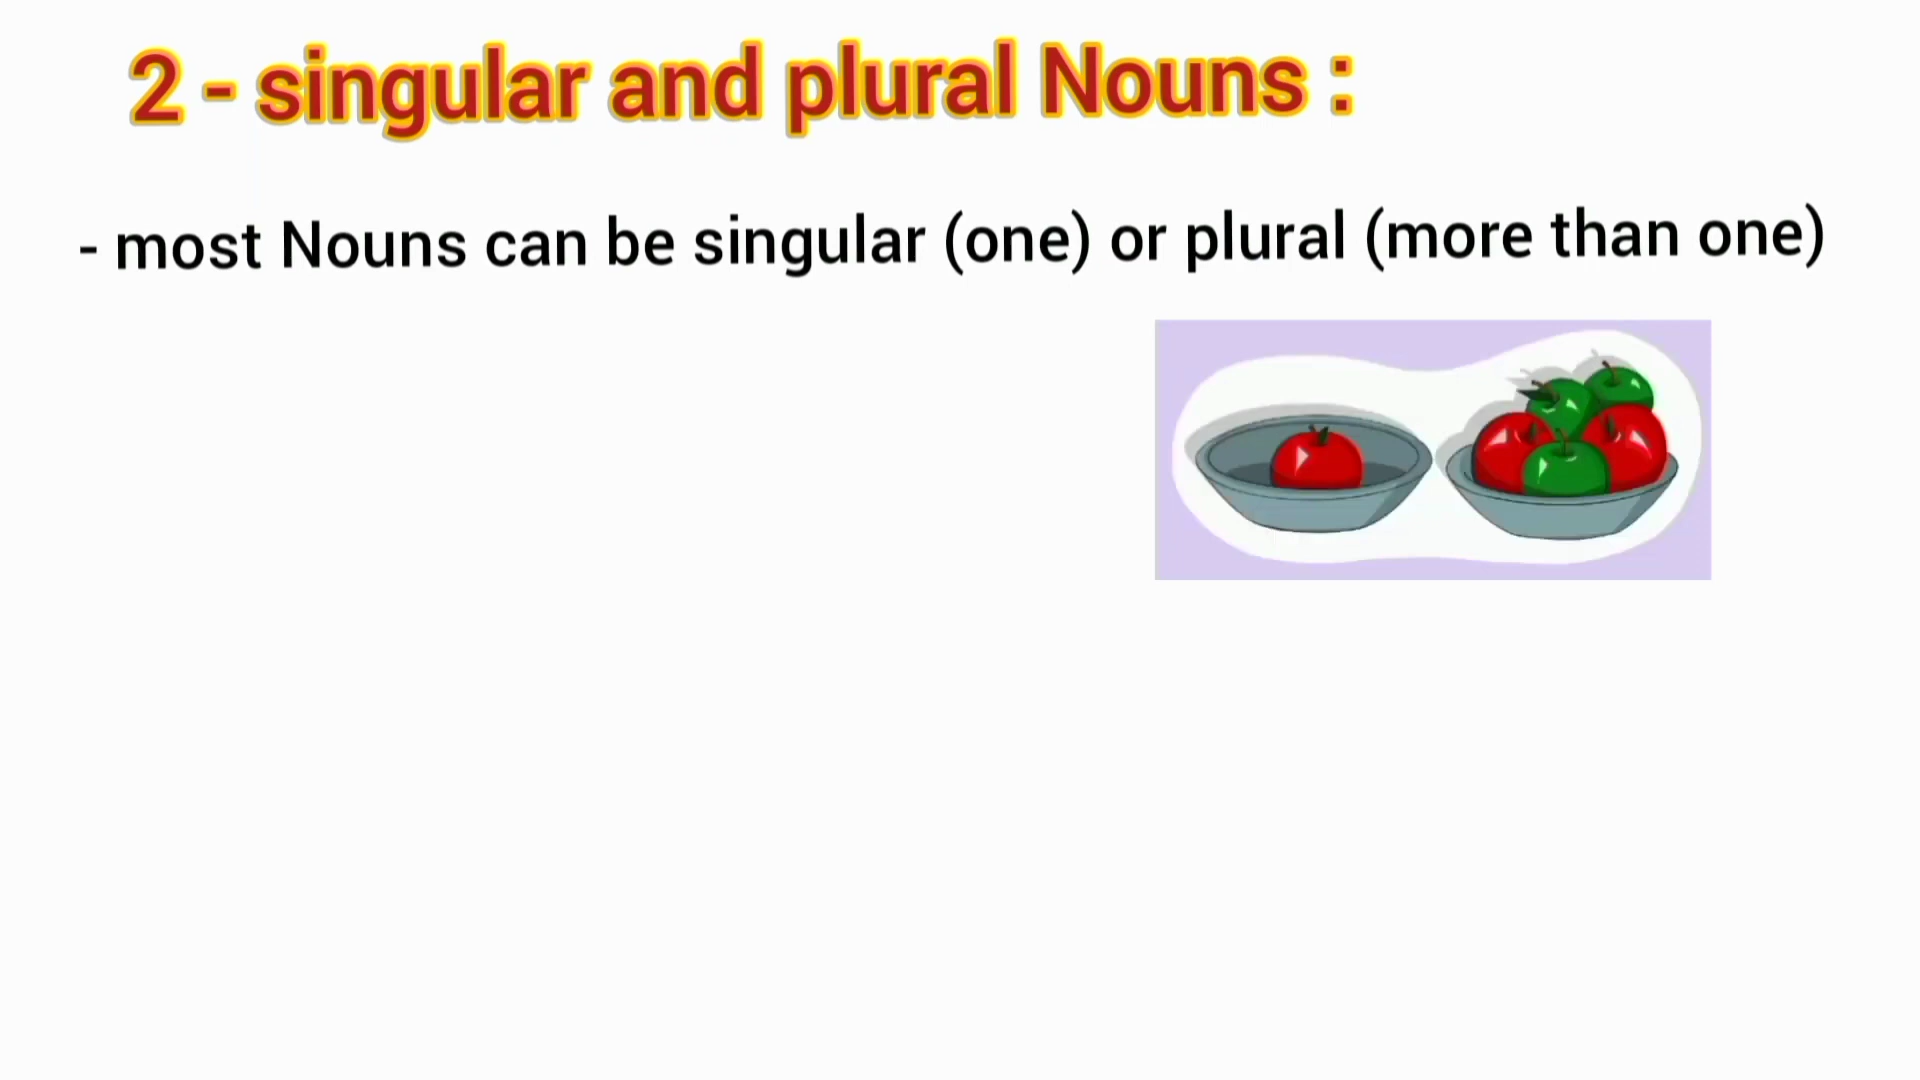 2 - singular and plural Nouns :
- most Nouns can be singular (one) or plural (more than one)